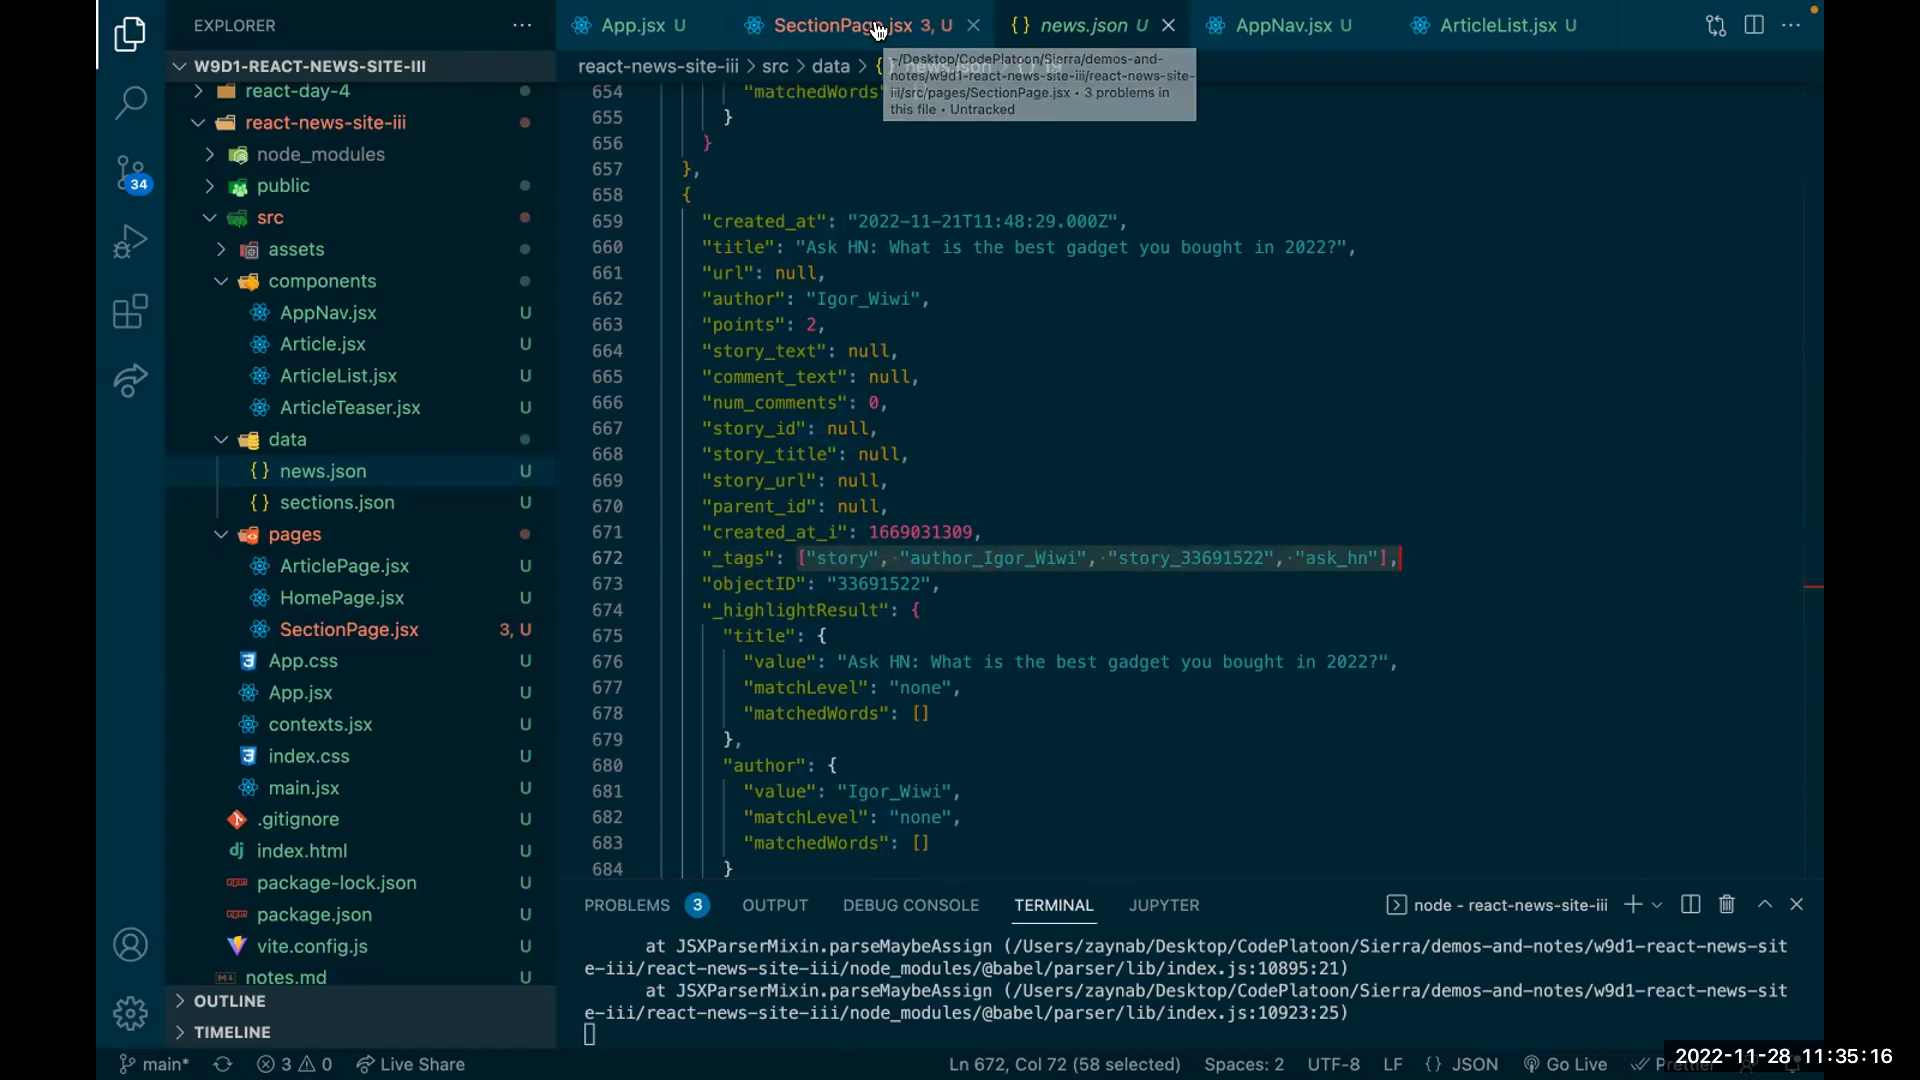 EXPLORER
App.jsx U
SectionPage.jsx 3, U
{} news.json U
AppNav.jsx U
ArticleList.jsx U
W9D1-REACT-NEWS-SITE-III
react-news-site-iii > src > data >
~/Desktop/CodePlatoon/Sierra/demos-and-
notes/w9d1-react-news-site-iii/react-news-site-
iii/src/pages/SectionPage.jsx • 3 problems in
this file • Untracked
react-day-4
react-news-site-iii
node_modules
public
src
assets
components
AppNav.jsx U
Article.jsx U
ArticleList.jsx U
ArticleTeaser.jsx U
data
{} news.json U
{} sections.json U
pages
ArticlePage.jsx U
HomePage.jsx U
SectionPage.jsx 3, U
App.css U
App.jsx U
contexts.jsx U
index.css U
main.jsx U
.gitignore U
index.html U
package-lock.json U
package.json U
vite.config.js U
notes.md U
OUTLINE
TIMELINE
34
654 "matchedWords"
655 }
656 }
657 },
658 {
659 "created_at": "2022-11-21T11:48:29.000Z",
660 "title": "Ask HN: What is the best gadget you bought in 2022?",
661 "url": null,
662 "author": "Igor_Wiwi",
663 "points": 2,
664 "story_text": null,
665 "comment_text": null,
666 "num_comments": 0,
667 "story_id": null,
668 "story_title": null,
669 "story_url": null,
670 "parent_id": null,
671 "created_at_i": 1669031309,
672 "_tags": ["story", "author_Igor_Wiwi", "story_33691522", "ask_hn"],
673 "objectID": "33691522",
674 "_highlightResult": {
675 "title": {
676 "value": "Ask HN: What is the best gadget you bought in 2022?",
677 "matchLevel": "none",
678 "matchedWords": []
679 },
680 "author": {
681 "value": "Igor_Wiwi",
682 "matchLevel": "none",
683 "matchedWords": []
684 }
PROBLEMS 3 OUTPUT DEBUG CONSOLE TERMINAL JUPYTER node - react-news-site-iii
at JSXParserMixin.parseMaybeAssign (/Users/zaynab/Desktop/CodePlatoon/Sierra/demos-and-notes/w9d1-react-news-sit
e-iii/react-news-site-iii/node_modules/@babel/parser/lib/index.js:10895:21)
at JSXParserMixin.parseMaybeAssign (/Users/zaynab/Desktop/CodePlatoon/Sierra/demos-and-notes/w9d1-react-news-sit
e-iii/react-news-site-iii/node_modules/@babel/parser/lib/index.js:10923:25)
main* 3 0 Live Share Ln 672, Col 72 (58 selected) Spaces: 2 UTF-8 LF {} JSON Go Live
2022-11-28 11:35:16